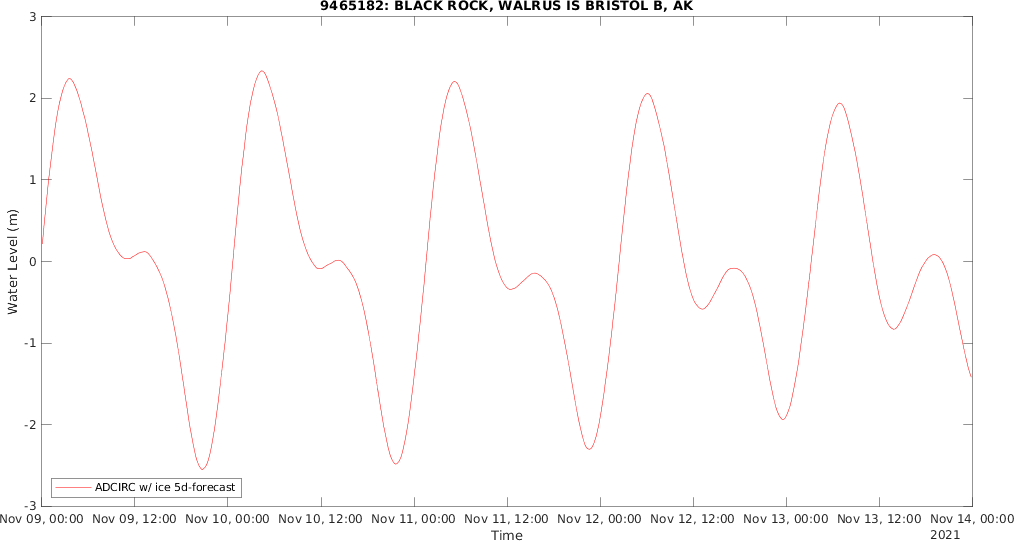 9465182: BLACK ROCK, WALRUS IS BRISTOL B, AK
3
2
1
0
-1
-2
-3
Water Level (m)
ADCIRC w/ ice 5d-forecast
Nov 09, 00:00 Nov 09, 12:00 Nov 10, 00:00 Nov 10, 12:00 Nov 11, 00:00 Nov 11, 12:00 Nov 12, 00:00 Nov 12, 12:00 Nov 13, 00:00 Nov 13, 12:00 Nov 14, 00:00
Time
2021